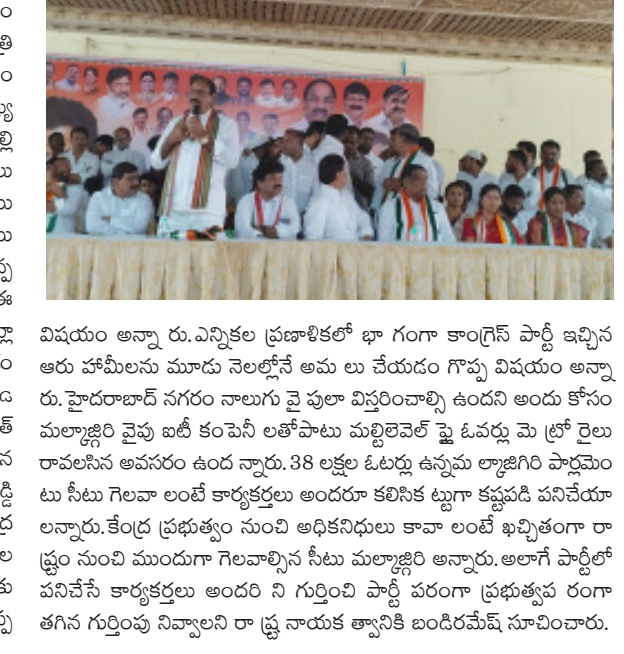 ం
త్రి
ం
ఖ్య
ల్లి
లు
లు
లు
ప్ప
ఈ
ల్లా
ం
డ
త్
న
డ్డి
ద్ర
ల
కు
ప్ప
విషయం అన్నా రు.ఎన్నికల ప్రణాళికలో భా గంగా కాంగ్రెస్ పార్టీ ఇచ్చిన
ఆరు హామీలను మూడు నెలల్లోనే అమ లు చేయడం గొప్ప విషయం అన్నా
రు.హైదరాబాద్ నగరం నాలుగు వై పులా విస్తరించాల్సి ఉందని అందు కోసం
మల్కాజ్గిరి వైపు ఐటీ కంపెనీ లతోపాటు మల్టిలెవెల్ ఫ్లై ఓవర్లు మె ట్రో రైలు
రావలసిన అవసరం ఉంద న్నారు. 38 లక్షల ఓటర్లు ఉన్నమ ల్కాజిగిరి పార్లమెం
టు సీటు గెలవా లంటే కార్యకర్తలు అందరూ కలిసిక ట్టుగా కష్టపడి పనిచేయా
లన్నారు.కేంద్ర ప్రభుత్వం నుంచి అధికనిధులు కావా లంటే ఖచ్చితంగా రా
ష్ట్రం నుంచి ముందుగా గెలవాల్సిన సీటు మల్కాజ్గిరి అన్నారు.అలాగే పార్టీలో
పనిచేసే కార్యకర్తలు అందరి ని గుర్తించి పార్టీ పరంగా ప్రభుత్వప రంగా
తగిన గుర్తింపు నివ్వాలని రా ష్ట్ర నాయక త్వానికి బండిరమేష్ సూచించారు.